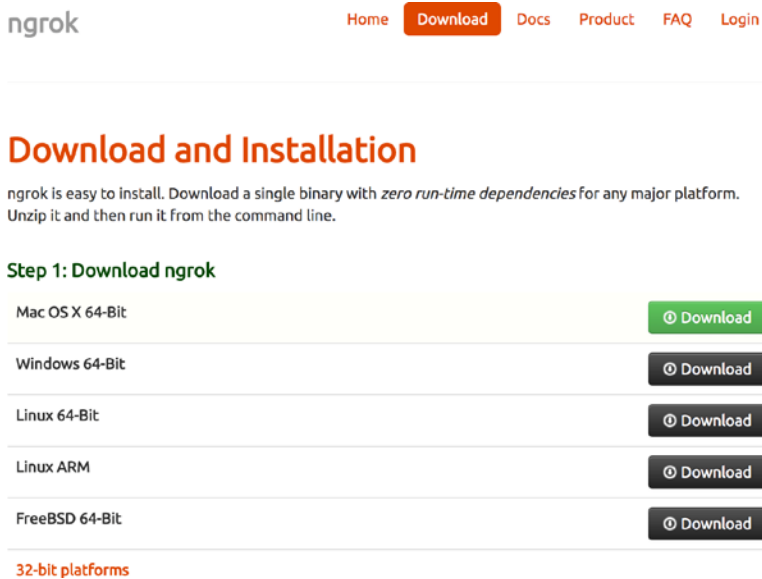 ngrok Home Download Docs Product FAQ Login
Download and Installation
ngrok is easy to install. Download a single binary with zero run-time dependencies for any major platform.
Unzip it and then run it from the command line.
Step 1: Download ngrok
Mac OS X 64-Bit Download
Windows 64-Bit Download
Linux 64-Bit Download
Linux ARM Download
FreeBSD 64-Bit Download
32-bit platforms